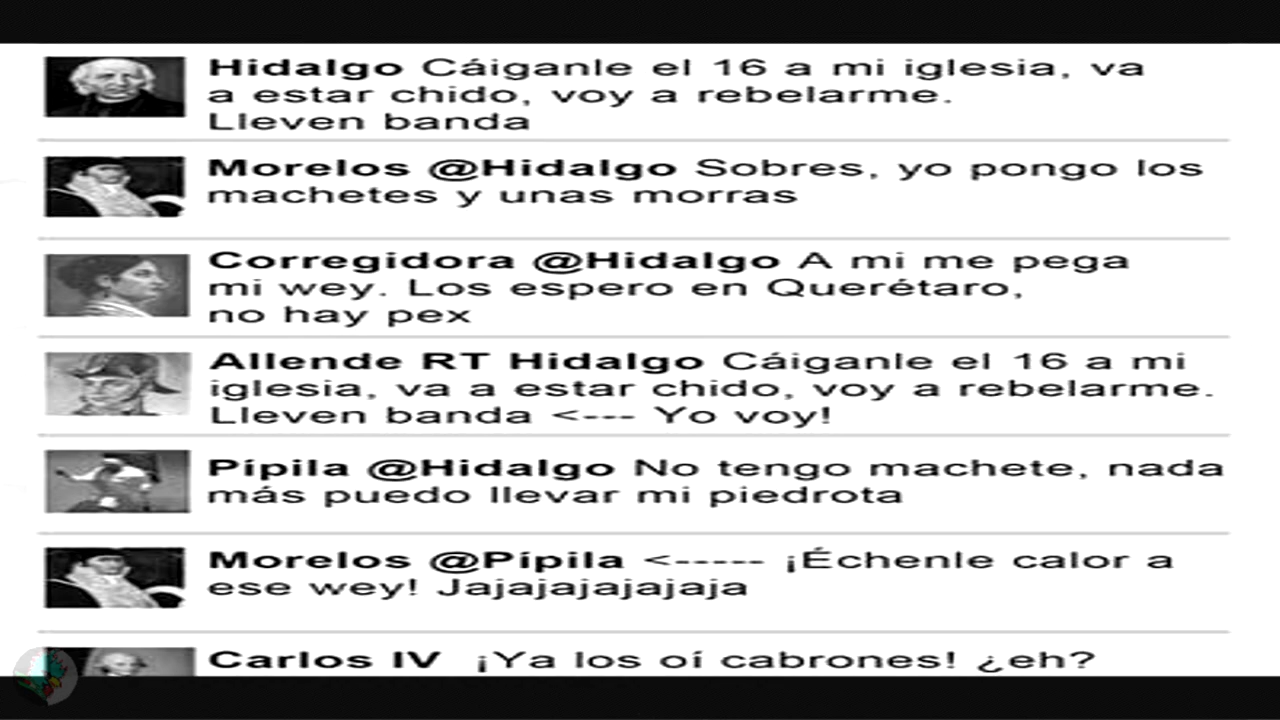 Hidalgo Cáiganle el 16 a mi iglesia, va
a estar chido, voy a rebelarme.
Lleven banda
Morelos @Hidalgo Sobres, yo pongo los
machetes y unas morras
Corregidora @Hidalgo A mi me pega
mi wey. Los espero en Querétaro,
no hay pex
Allende RT Hidalgo Cáiganle el 16 a mi
iglesia, va a estar chido, voy a rebelarme.
Lleven banda <--- Yo voy!
Pípila @Hidalgo No tengo machete, nada
más puedo llevar mi piedrota
Morelos @Pípila <----- ¡Échenle calor a
ese wey! Jajajajajajaja
Carlos IV ¡Ya los oí cabrones! ¿eh?